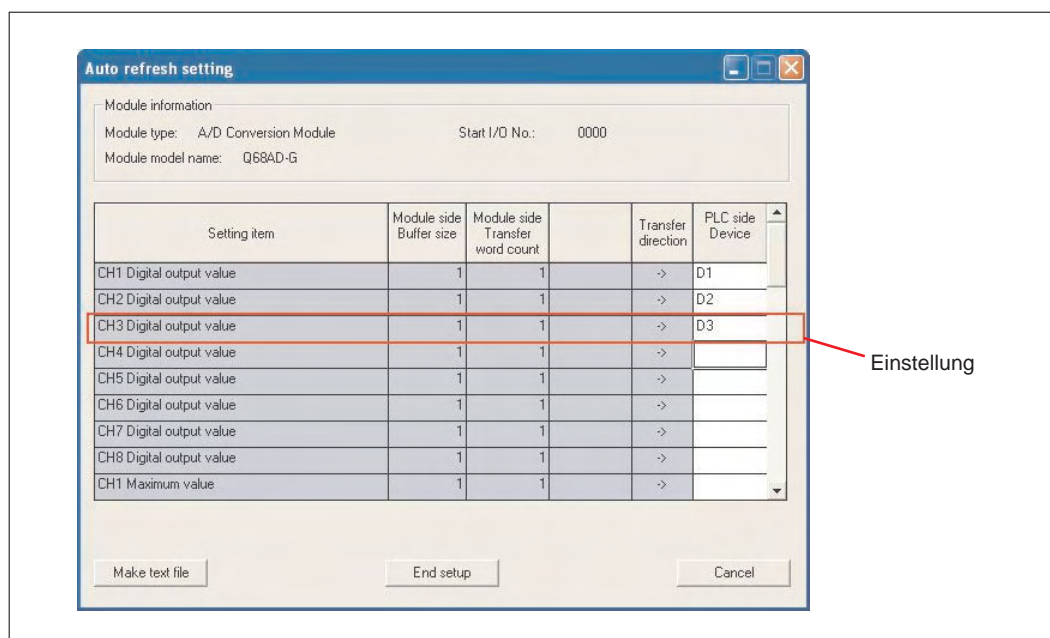 Auto refresh setting
Module information
Module type: A/D Conversion Module Start I/O No.: 0000
Module model name: Q68AD-G
Setting item
Module side
Buffer size
Module side
Transfer
word count
Transfer
direction
PLC side
Device
CH1 Digital output value 1 1 -> D1
CH2 Digital output value 1 1 -> D2
CH3 Digital output value 1 1 -> D3
CH4 Digital output value 1 1 ->
CH5 Digital output value 1 1 ->
CH6 Digital output value 1 1 ->
CH7 Digital output value 1 1 ->
CH8 Digital output value 1 1 ->
CH1 Maximum value 1 1 ->
Einstellung
Make text file End setup Cancel